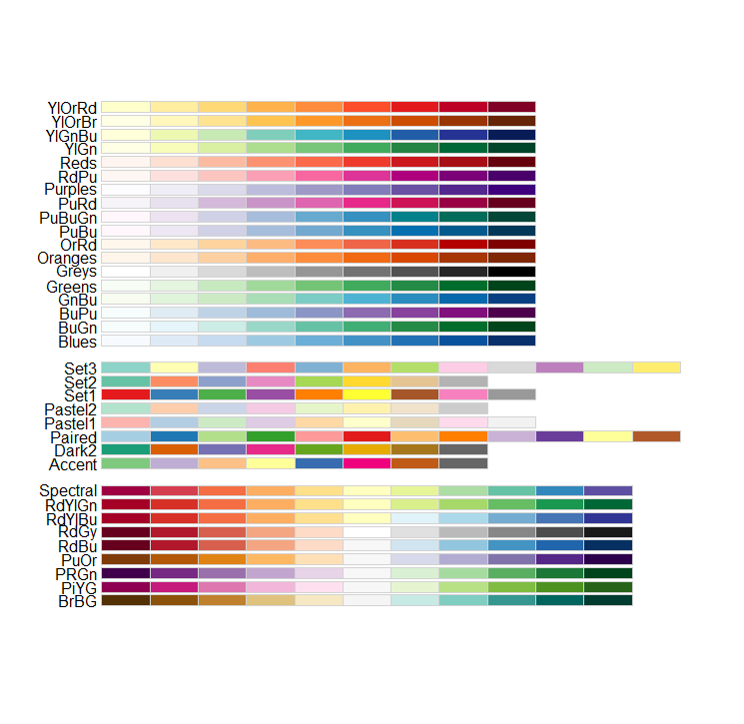 YlOrRd
YlOrBr
YlGnBu
YlGn
Reds
RdPu
Purples
PuRd
PuBuGn
PuBu
OrRd
Oranges
Greys
Greens
GnBu
BuPu
BuGn
Blues
Set3
Set2
Set1
Pastel2
Pastel1
Paired
Dark2
Accent
Spectral
RdYlGn
RdYlBu
RdGy
RdBu
PuOr
PRGn
PiYG
BrBG